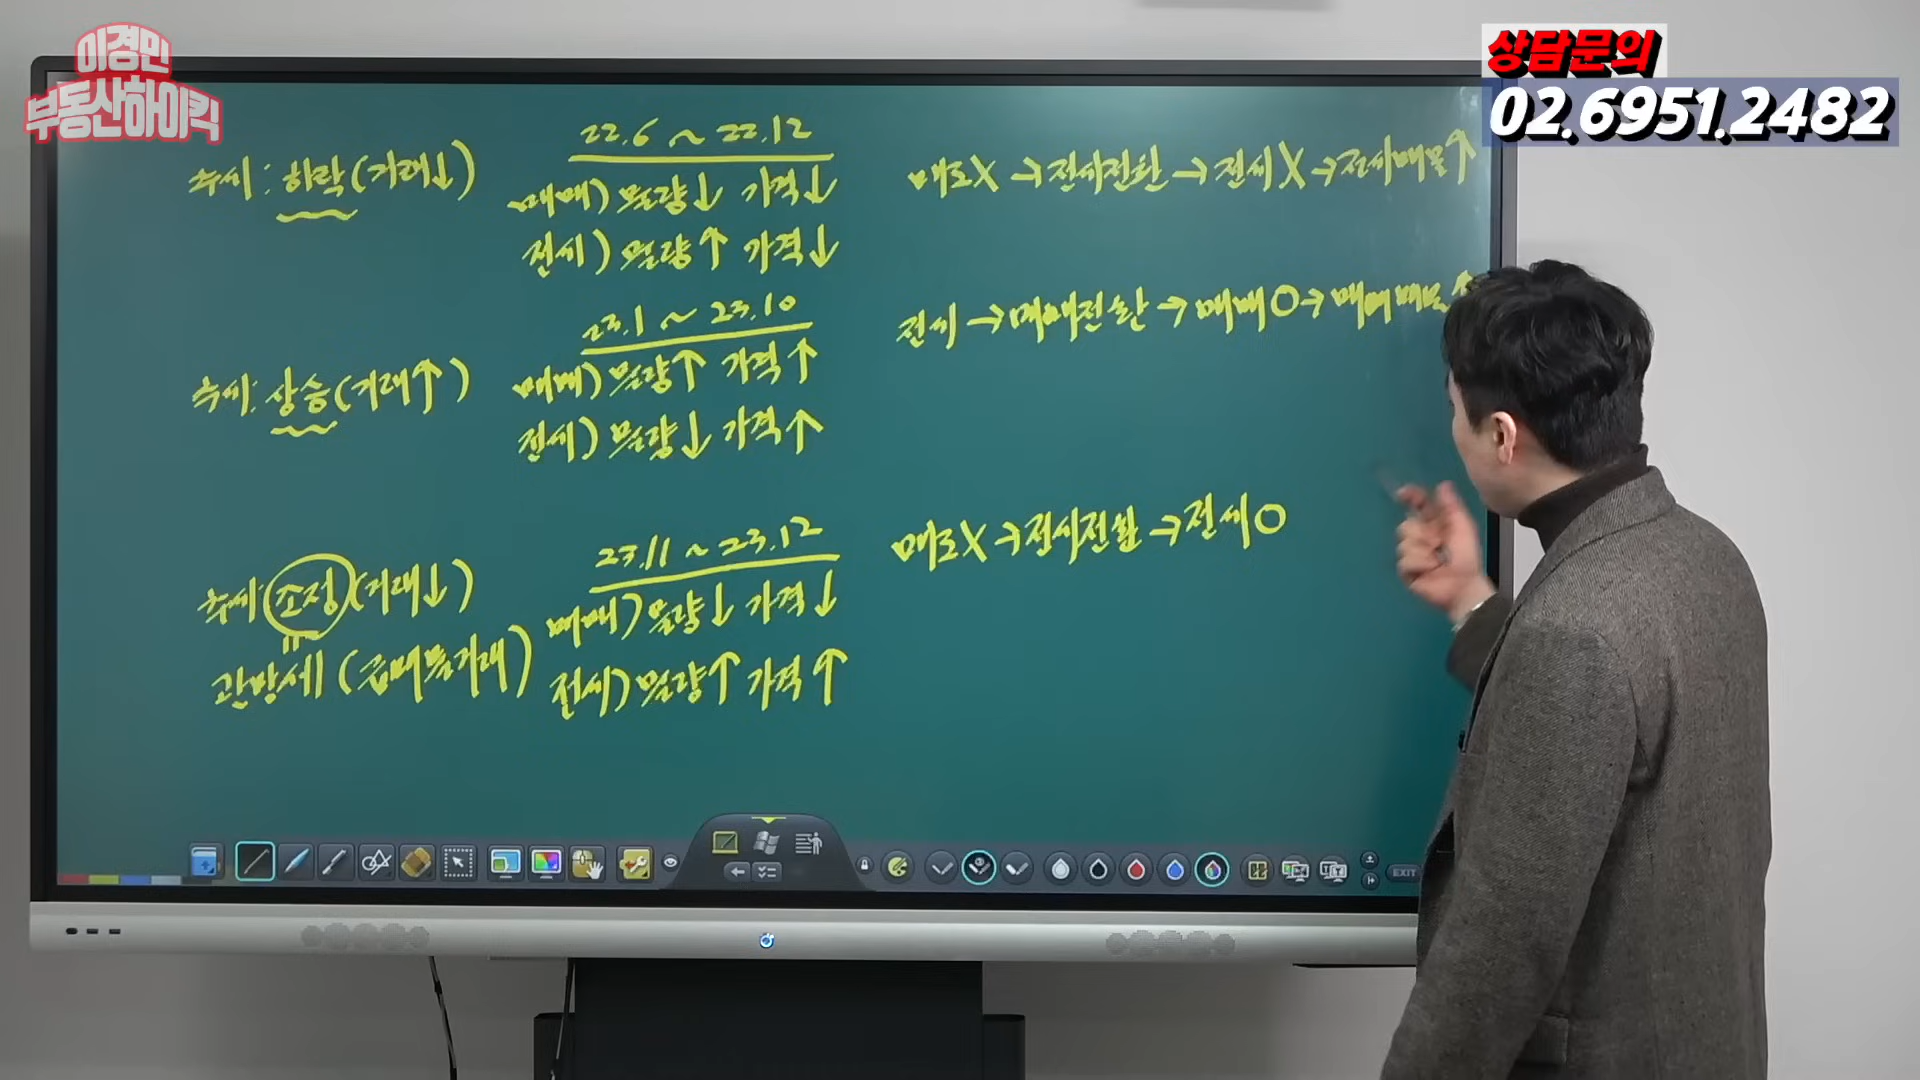 이경민
부동산하이킥
상담문의
02.6951.2482
추세 : 하락 (거래↓)
22.6 ~ 22.12
매매) 물량↓ 가격↓
전세) 물량↑ 가격↓
매도X → 전세전환 → 전세X → 전세매물↑
추세: 상승 (거래↑)
23.1 ~ 23.10
매매) 물량↑ 가격↑
전세) 물량↓ 가격↑
전세 → 매매전환 → 매매O → 매매매물↑
추세 조정 (거래↓)
관망세 (급매물거래)
23.11 ~ 23.12
매매) 물량↓ 가격↓
전세) 물량↑ 가격↑
매도X → 전세전환 → 전세O
EXIT